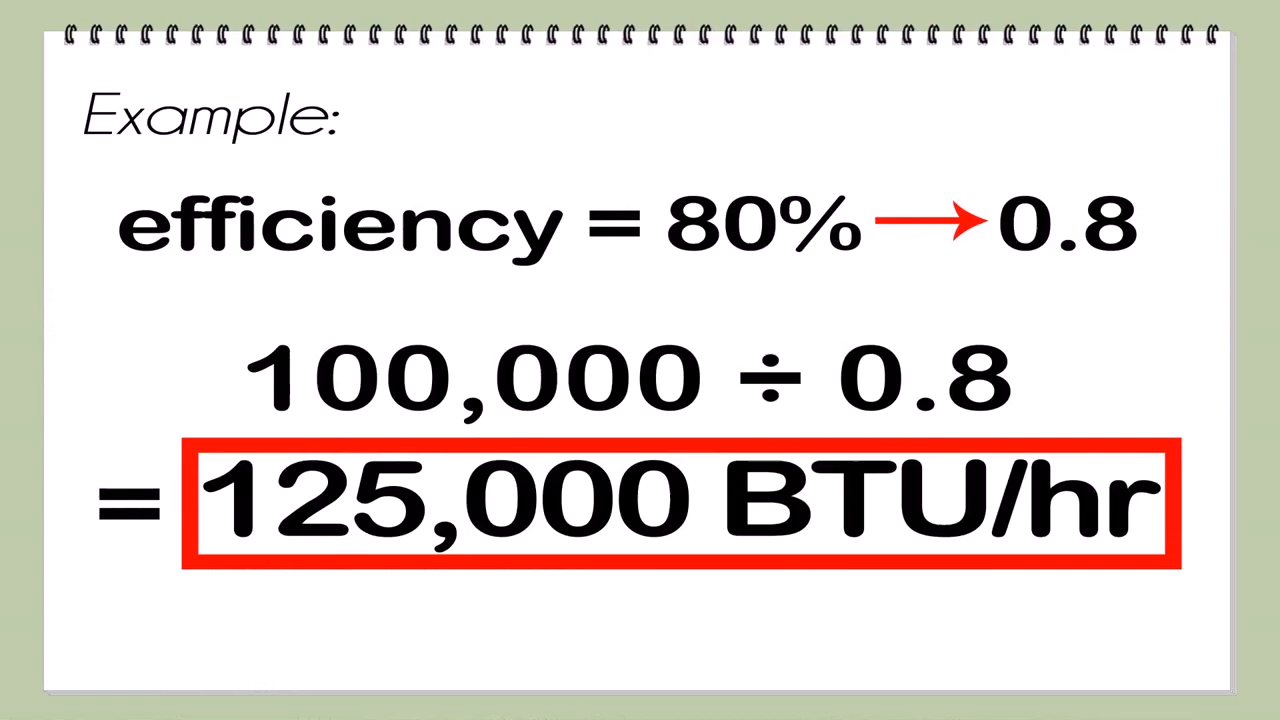 Example:
efficiency = 80% → 0.8
100,000 ÷ 0.8
= 125,000 BTU/hr